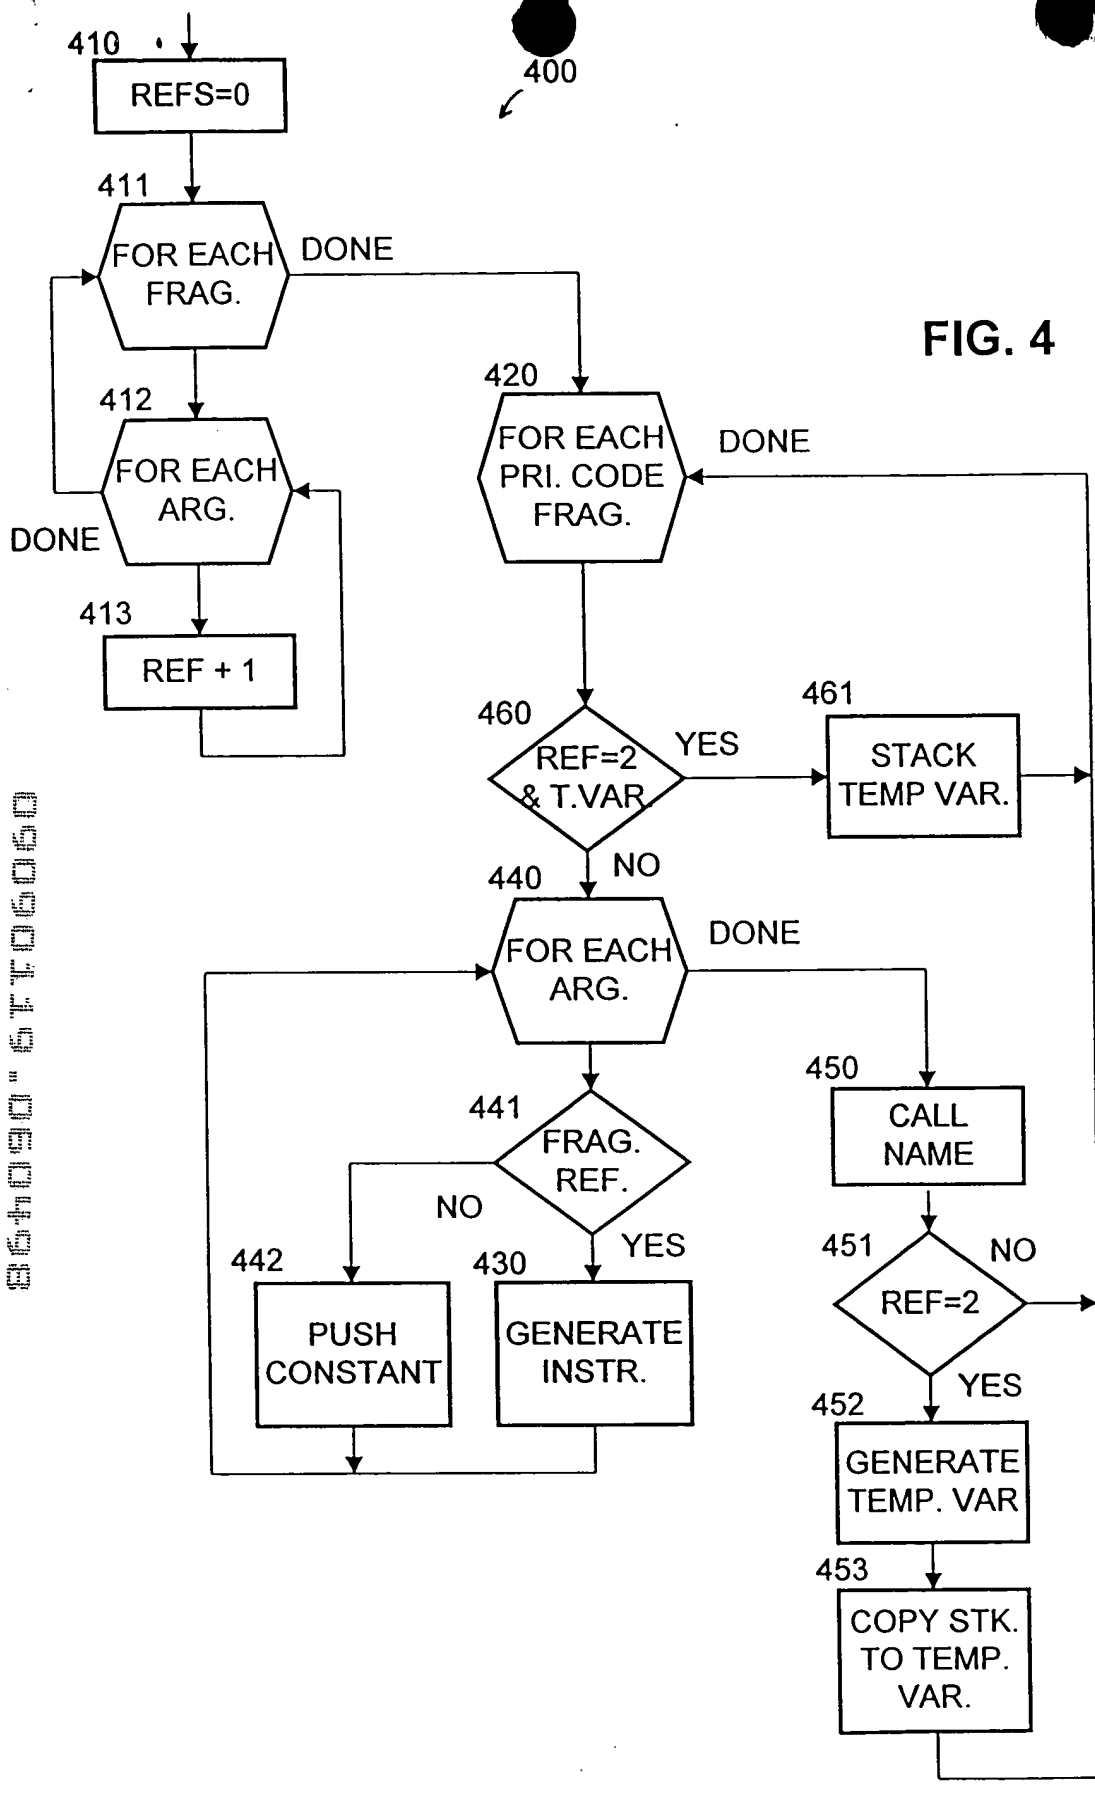 410
REFS=0
400
411
FOR EACH
FRAG.
DONE
FIG. 4
412
FOR EACH
ARG.
DONE
413
REF + 1
420
FOR EACH
PRI. CODE
FRAG.
DONE
460
REF=2
& T.VAR.
YES
461
STACK
TEMP VAR.
NO
440
FOR EACH
ARG.
DONE
441
FRAG.
REF.
NO
YES
442
PUSH
CONSTANT
430
GENERATE
INSTR.
450
CALL
NAME
451
REF=2
NO
YES
452
GENERATE
TEMP. VAR
453
COPY STK.
TO TEMP.
VAR.